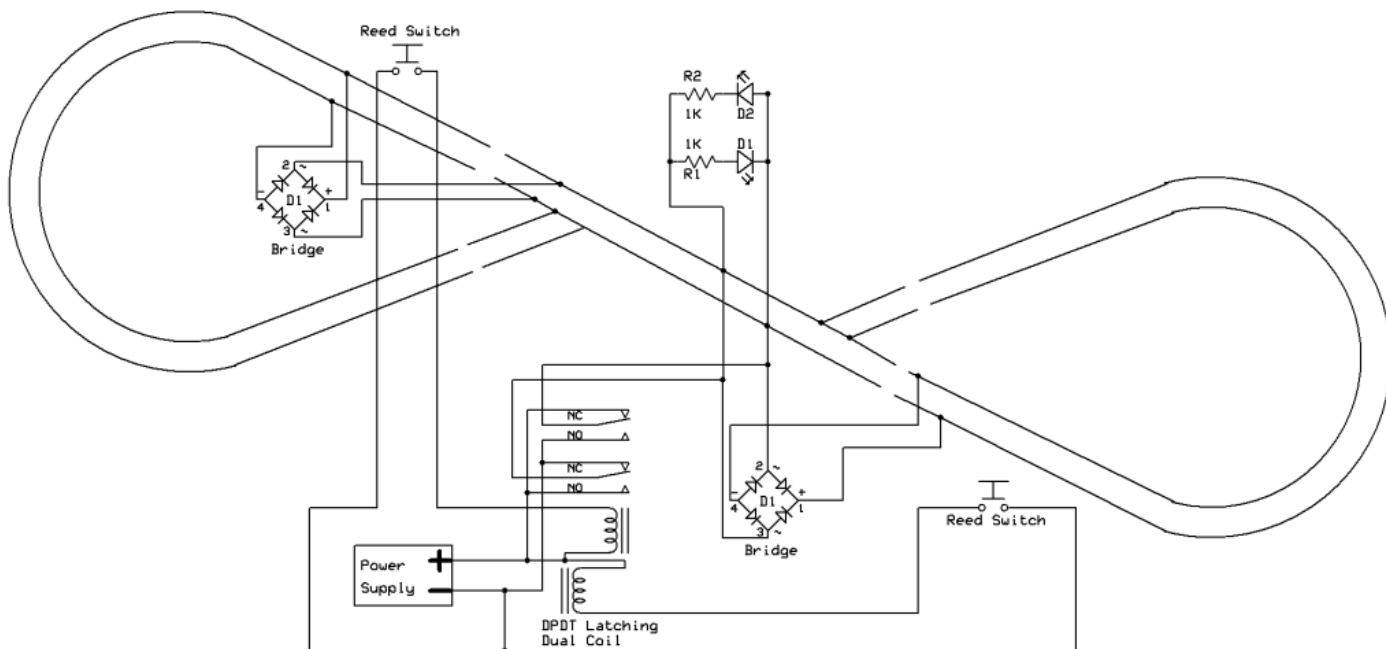 Reed Switch
R2
1K
D2
1K
D1
R1
2
~
-
+
D1
4
1
3
~
Bridge
NC
NO
NC
NO
2
~
-
+
D1
4
1
3
~
Bridge
Reed Switch
Power
Supply
+
-
DPDT Latching
Dual Coil